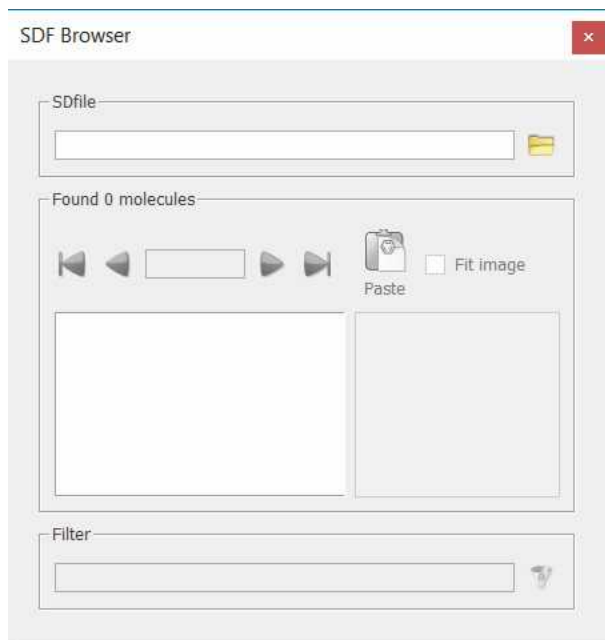 SDF Browser
SDfile
Found 0 molecules
Paste
Fit image
Filter